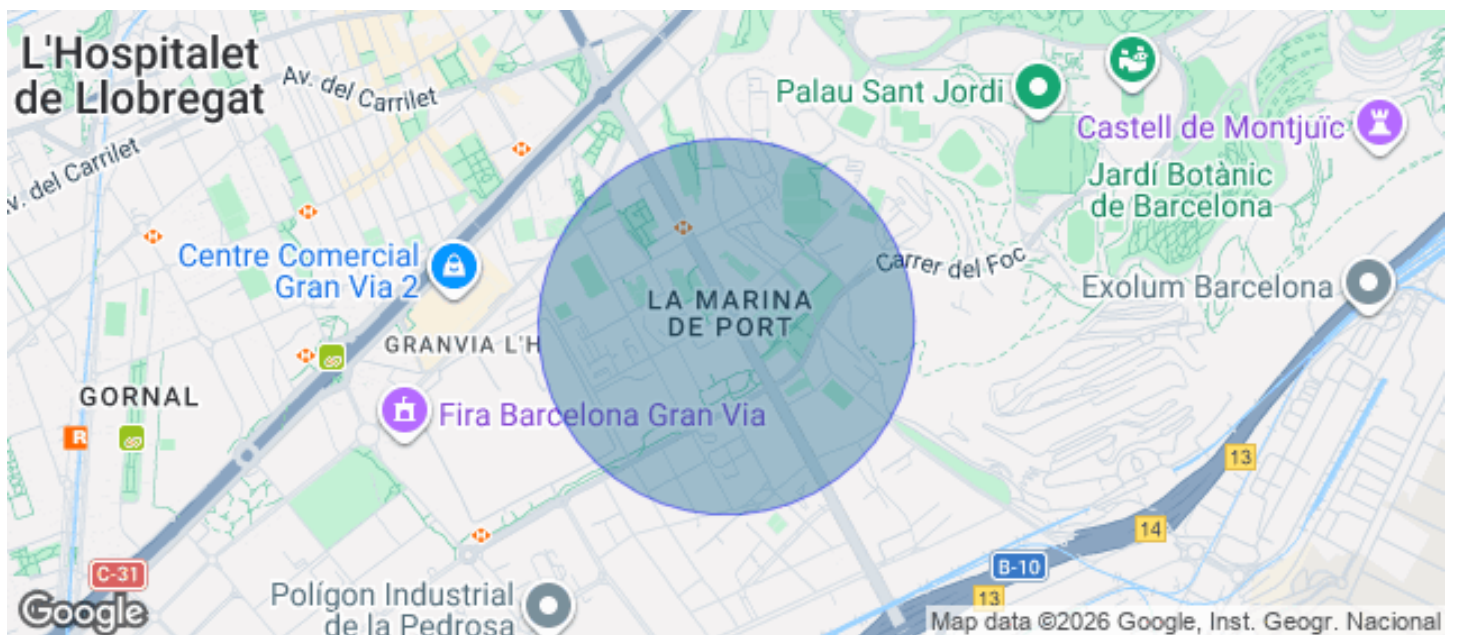 L'Hospitalet
de Llobregat
Av. del Carrilet
Av. del Carrilet
Palau Sant Jordi
Castell de Montjuïc
Jardí Botànic
de Barcelona
Centre Comercial
Gran Via 2
Carrer del Foc
Exolum Barcelona
LA MARINA
DE PORT
GRANVIA L'H
GORNAL
Fira Barcelona Gran Via
R
13
14
C-31
B-10
13
Polígon Industrial
de la Pedrosa
Google
Map data ©2026 Google, Inst. Geogr. Nacional